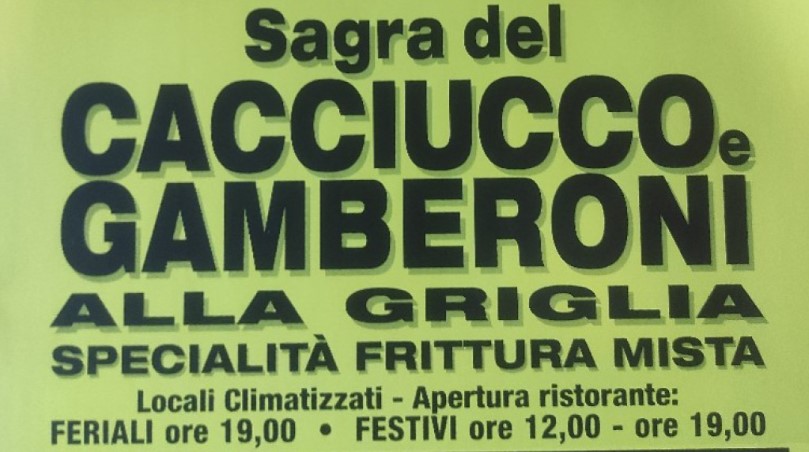 Sagra del
CACCIUCCO e
GAMBERONI
ALLA GRIGLIA
SPECIALITÀ FRITTURA MISTA
Locali Climatizzati - Apertura ristorante:
FERIALI ore 19,00 • FESTIVI ore 12,00 - ore 19,00